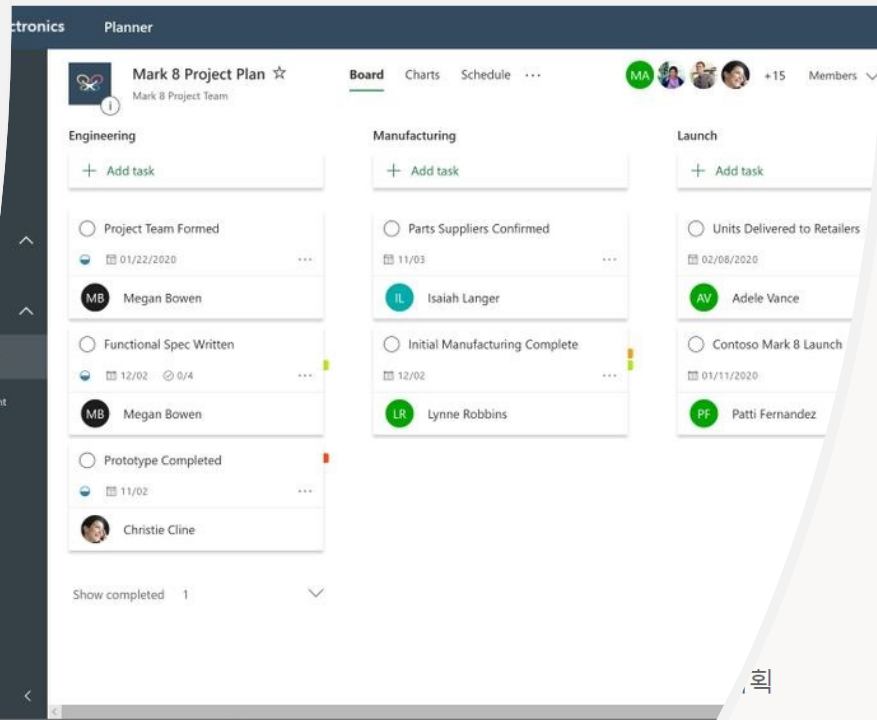 ctronics Planner
Mark 8 Project Plan
Mark 8 Project Team
Board Charts Schedule ...
MA +15 Members
Engineering
+ Add task
Project Team Formed
01/22/2020
MB Megan Bowen
Functional Spec Written
12/02 0/4
MB Megan Bowen
Prototype Completed
11/02
Christie Cline
Show completed 1
Manufacturing
+ Add task
Parts Suppliers Confirmed
11/03
IL Isaiah Langer
Initial Manufacturing Complete
12/02
LR Lynne Robbins
Launch
+ Add task
Units Delivered to Retailers
02/08/2020
AV Adele Vance
Contoso Mark 8 Launch
01/11/2020
PF Patti Fernandez
획